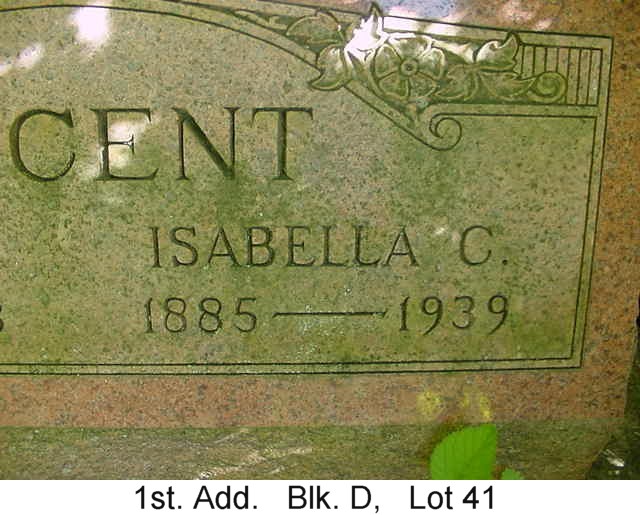 CENT
ISABELLA C.
1885 — 1939
1st. Add. Blk. D, Lot 41